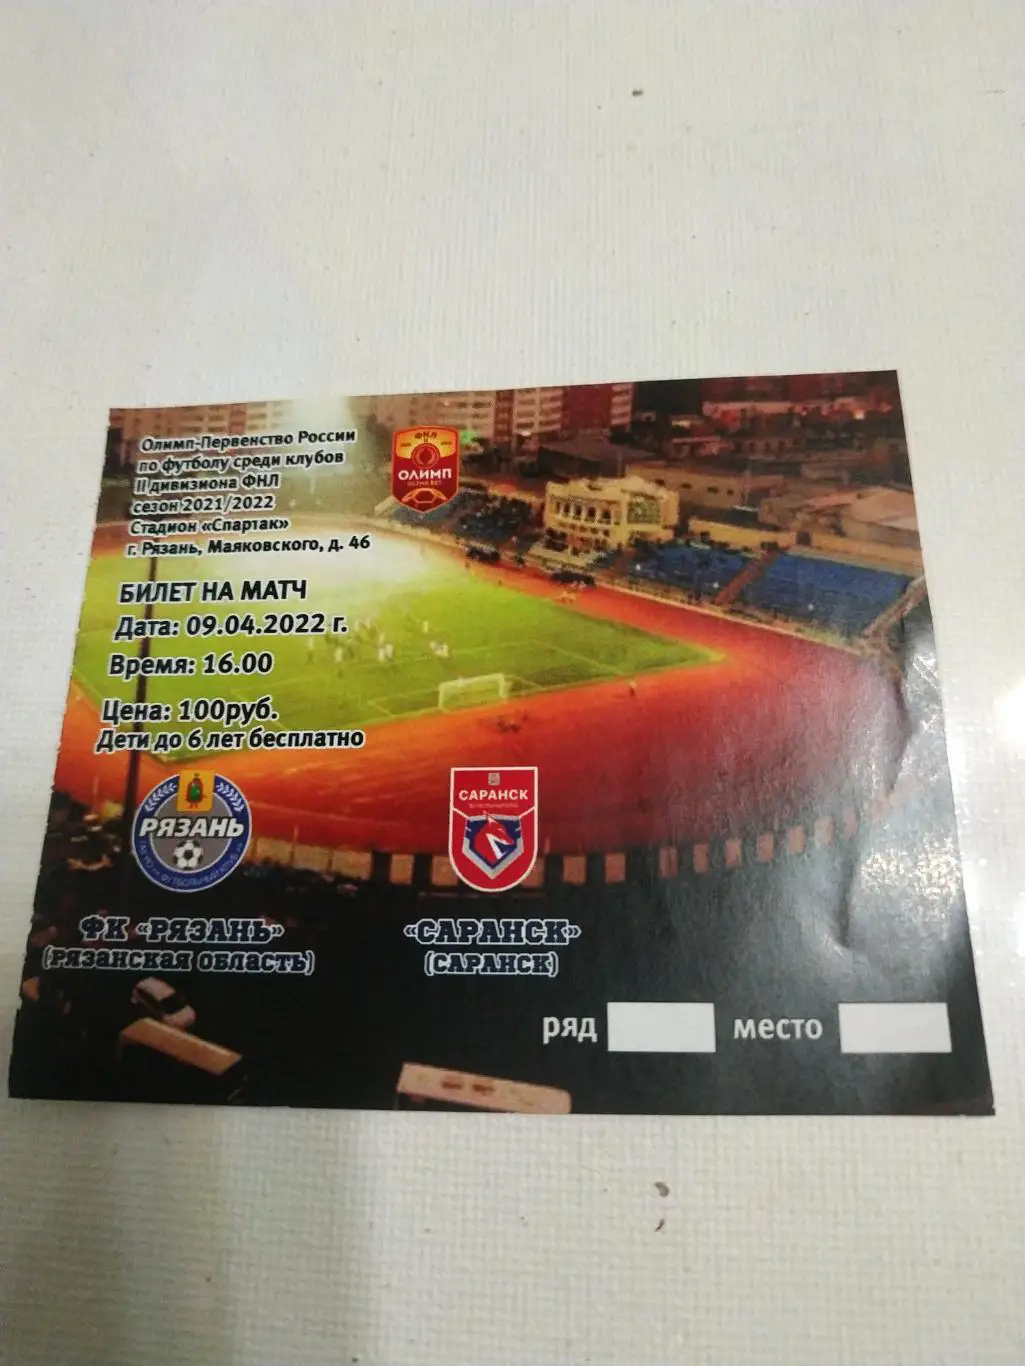 Олимп-Первенство России
по футболу среди клубов
II дивизиона ФНЛ
сезон 2021/2022
Стадион «Спартак»
г. Рязань, Маяковского, д. 46
ФНЛ
ОЛИМП
БИЛЕТ НА МАТЧ
Дата: 09.04.2022 г.
Время: 16.00
Цена: 100руб.
Дети до 6 лет бесплатно
РЯЗАНЬ
САРАНСК
ФК «РЯЗАНЬ»
(РЯЗАНСКАЯ ОБЛАСТЬ)
«САРАНСК»
(САРАНСК)
ряд
место